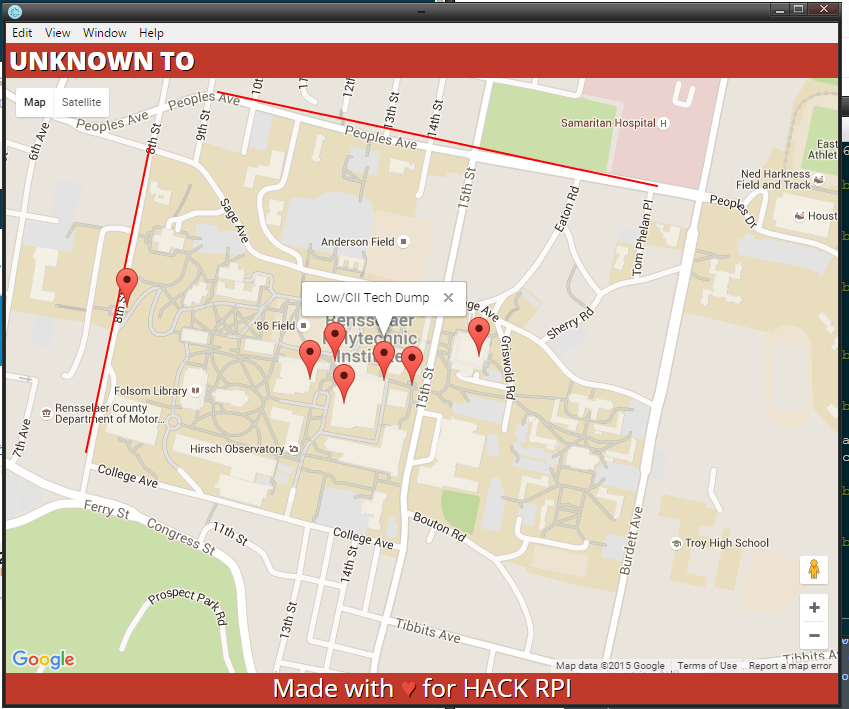 Edit View Window Help
UNKNOWN TO
Map Satellite
Peoples Ave
10t
11
12th
13th St
14th St
Peoples Ave
6th Ave
8th St
9th St
Peoples Ave
Samaritan Hospital H
East
Athlet
Ned Harkness
Field and Track
Houst
Peoples Dr
15th St
Eaton Rd
Tom Phelan Pl
Sage Ave
Anderson Field
Low/CII Tech Dump
8th St
'86 Field
Rensselaer
Polytechnic
Institute
ge Ave
Sherry Rd
Griswold Rd
15th St
Folsom Library
Rensselaer County
Department of Motor...
7th Ave
Hirsch Observatory
College Ave
Ferry St
Congress St
11th St
College Ave
Bouton Rd
14th St
13th St
Burdett Ave
Troy High School
Prospect Park Rd
Tibbits Ave
Tibbits A
+
−
Google
Map data ©2015 Google Terms of Use Report a map error
Made with ♥ for HACK RPI